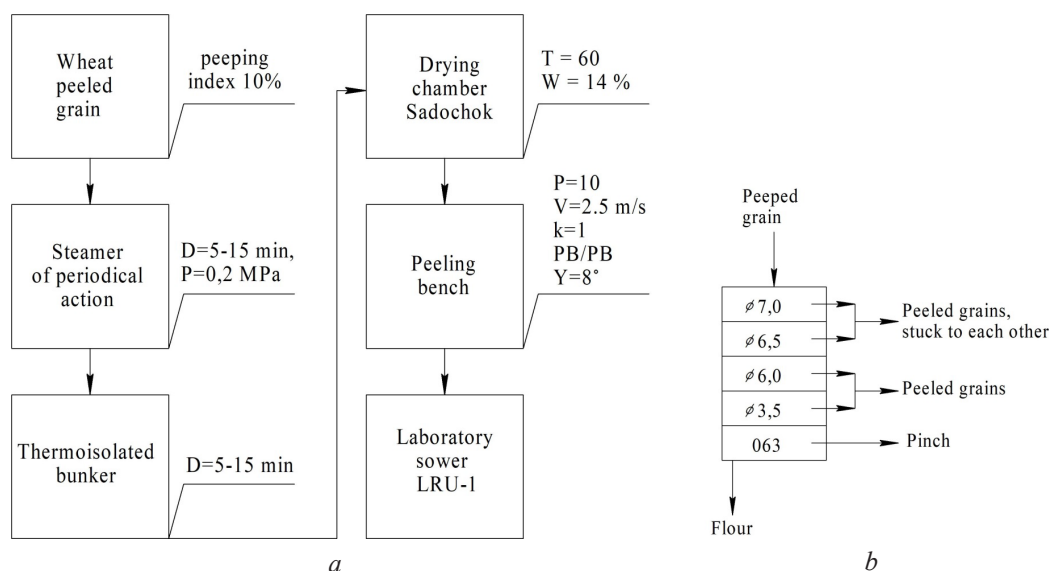 Wheat
peeled
grain
peeping
index 10%
Steamer
of periodical
action
D=5-15 min,
P=0,2 MPa
Thermoisolated
bunker
D=5-15 min
Drying
chamber
Sadochok
T = 60
W = 14 %
Peeling
bench
P=10
V=2.5 m/s
k=1
PB/PB
Y=8°
Laboratory
sower
LRU-1
a
Peeped
grain
⌀7,0
⌀6,5
⌀6,0
⌀3,5
063
Peeled grains,
stuck to each other
Peeled grains
Pinch
Flour
b